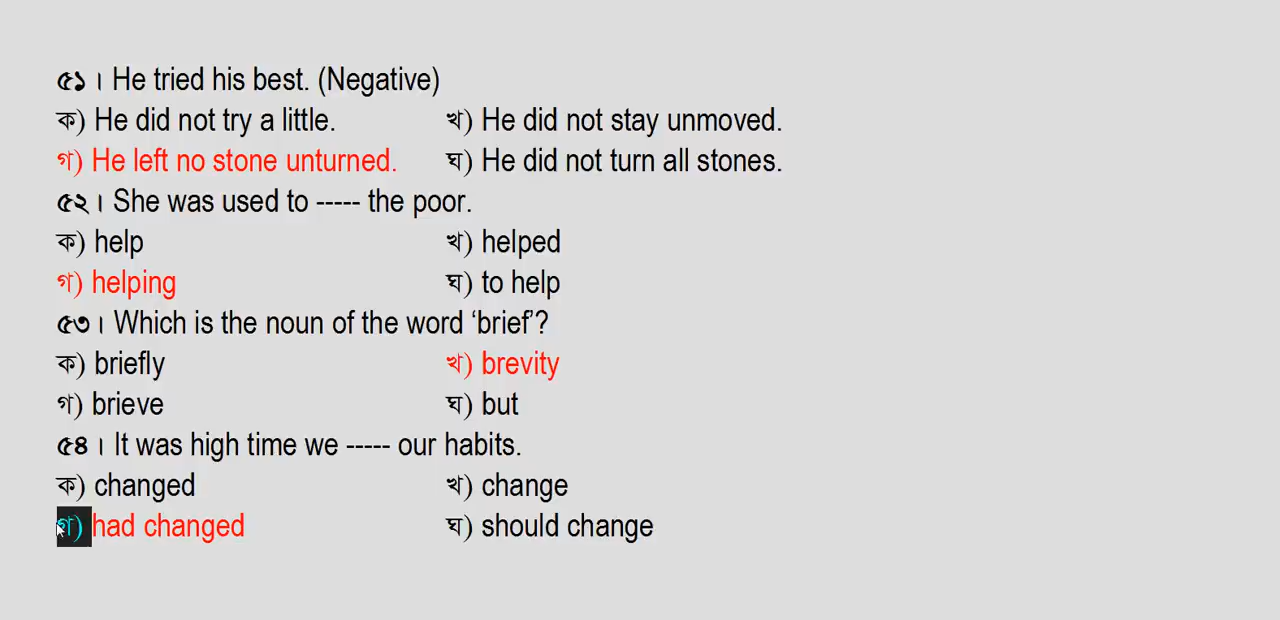 ৫১। He tried his best. (Negative)
ক) He did not try a little. খ) He did not stay unmoved.
গ) He left no stone unturned. ঘ) He did not turn all stones.
৫২। She was used to ----- the poor.
ক) help খ) helped
গ) helping ঘ) to help
৫৩। Which is the noun of the word ‘brief’?
ক) briefly খ) brevity
গ) brieve ঘ) but
৫৪। It was high time we ----- our habits.
ক) changed খ) change
গ) had changed ঘ) should change